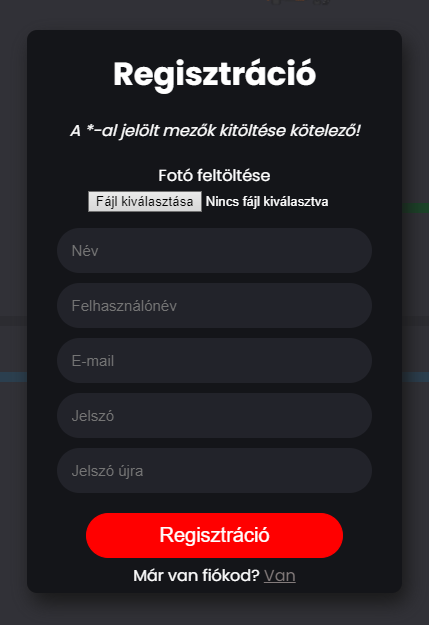 Regisztráció
A *-al jelölt mezők kitöltése kötelező!
Fotó feltöltése
Fájl kiválasztása Nincs fájl kiválasztva
Név
Felhasználónév
E-mail
Jelszó
Jelszó újra
Regisztráció
Már van fiókod? Van